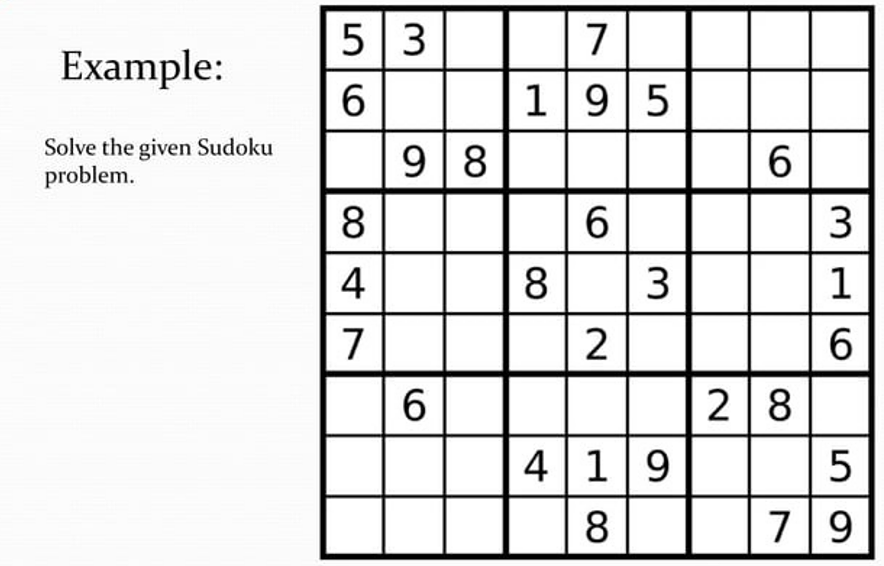 Example:
Solve the given Sudoku
problem.
5 3 7
6 1 9 5
9 8 6
8 6 3
4 8 3 1
7 2 6
6 2 8
4 1 9 5
8 7 9